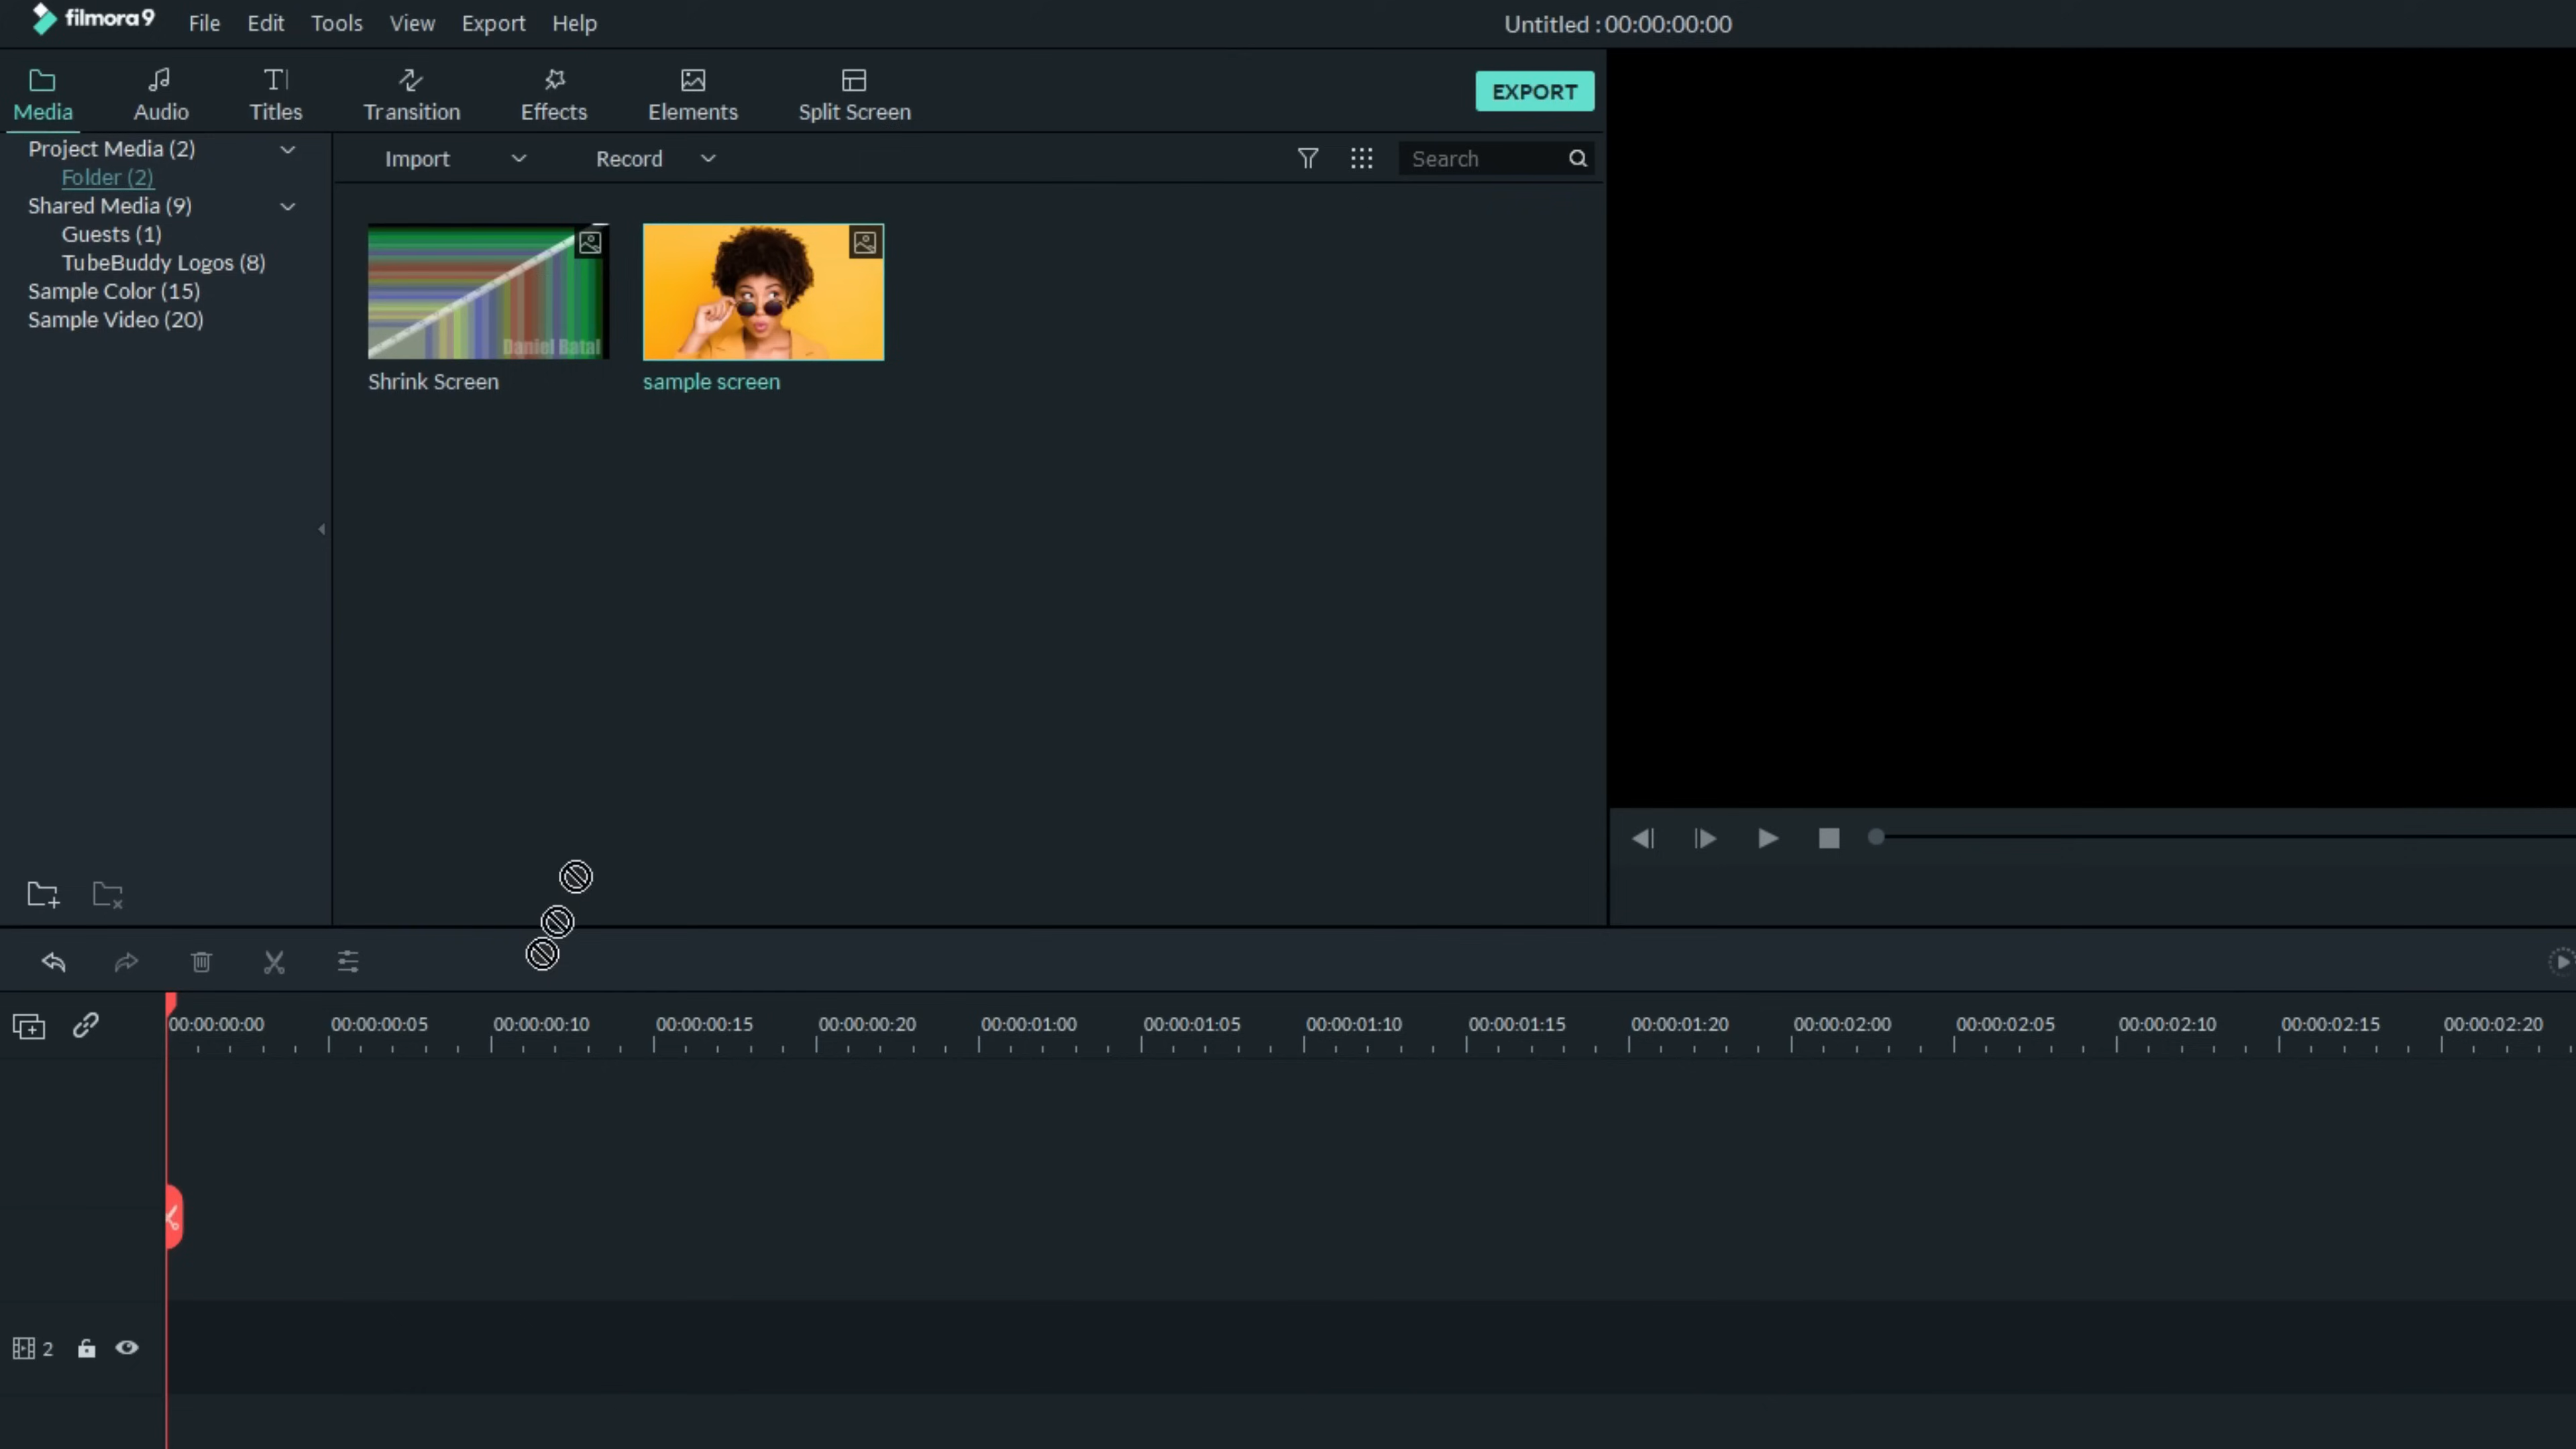 filmora9 File Edit Tools View Export Help Untitled : 00:00:00:00
Media Audio Titles Transition Effects Elements Split Screen EXPORT
Project Media (2)
Folder (2)
Shared Media (9)
Guests (1)
TubeBuddy Logos (8)
Sample Color (15)
Sample Video (20)
Import Record Search
Daniel Batal
Shrink Screen sample screen
00:00:00:00 00:00:00:05 00:00:00:10 00:00:00:15 00:00:00:20 00:00:01:00 00:00:01:05 00:00:01:10 00:00:01:15 00:00:01:20 00:00:02:00 00:00:02:05 00:00:02:10 00:00:02:15 00:00:02:20
2